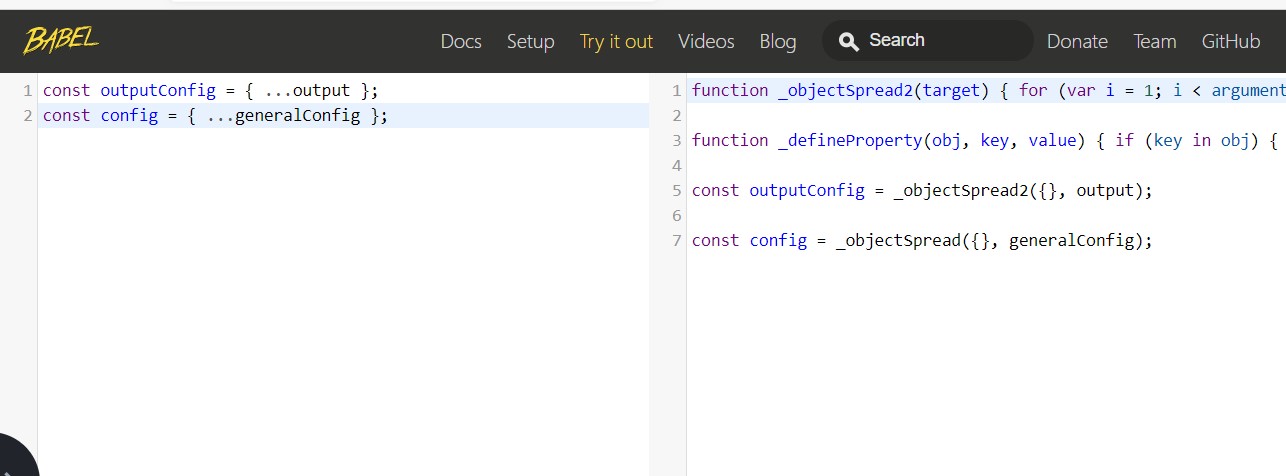 BABEL Docs Setup Try it out Videos Blog Search Donate Team GitHub
1 const outputConfig = { ...output };
2 const config = { ...generalConfig };
1 function _objectSpread2(target) { for (var i = 1; i < argument
2
3 function _defineProperty(obj, key, value) { if (key in obj) {
4
5 const outputConfig = _objectSpread2({}, output);
6
7 const config = _objectSpread({}, generalConfig);